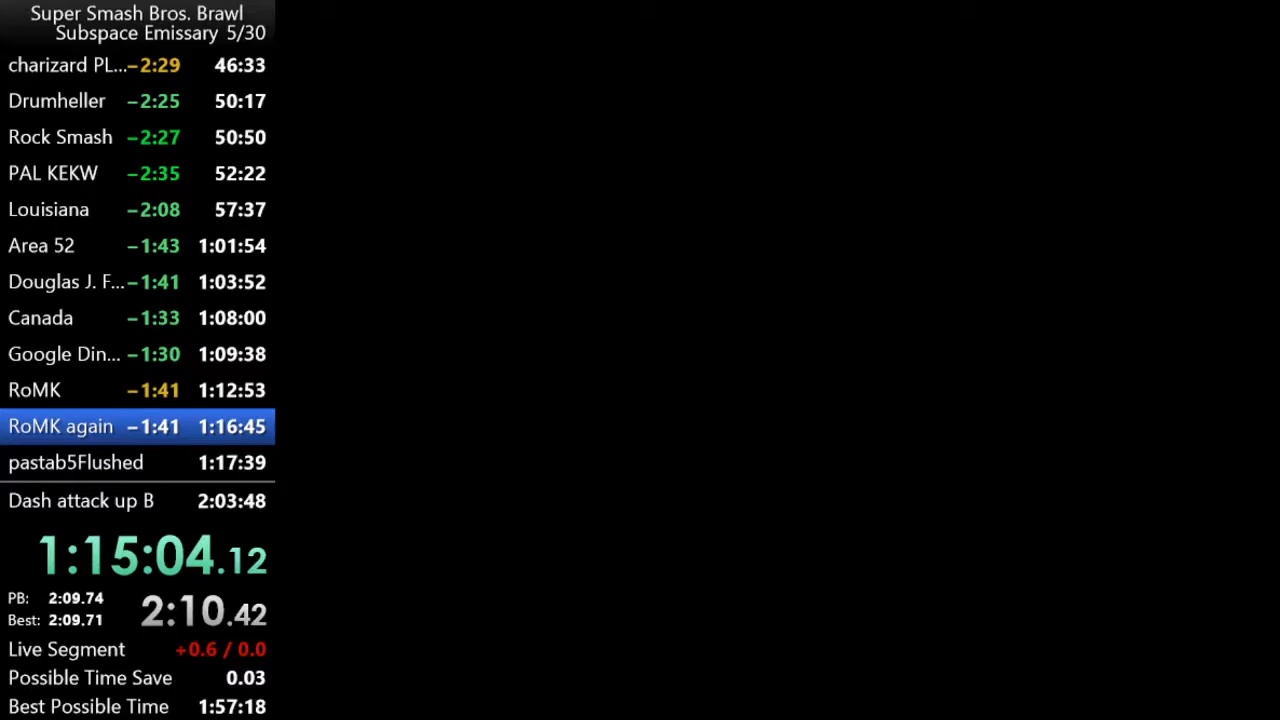 Super Smash Bros. Brawl
Subspace Emissary 5/30
charizard PL... -2:29 46:33
Drumheller -2:25 50:17
Rock Smash -2:27 50:50
PAL KEKW -2:35 52:22
Louisiana -2:08 57:37
Area 52 -1:43 1:01:54
Douglas J. F... -1:41 1:03:52
Canada -1:33 1:08:00
Google Din... -1:30 1:09:38
RoMK -1:41 1:12:53
RoMK again -1:41 1:16:45
pastab5Flushed 1:17:39
Dash attack up B 2:03:48
1:15:04.12
PB: 2:09.74
Best: 2:09.71
2:10.42
Live Segment +0.6 / 0.0
Possible Time Save 0.03
Best Possible Time 1:57:18